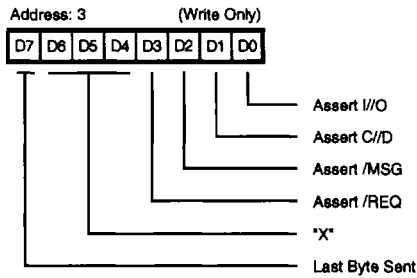 Address: 3 (Write Only)
D7 D6 D5 D4 D3 D2 D1 D0
Assert I//O
Assert C//D
Assert /MSG
Assert /REQ
"X"
Last Byte Sent